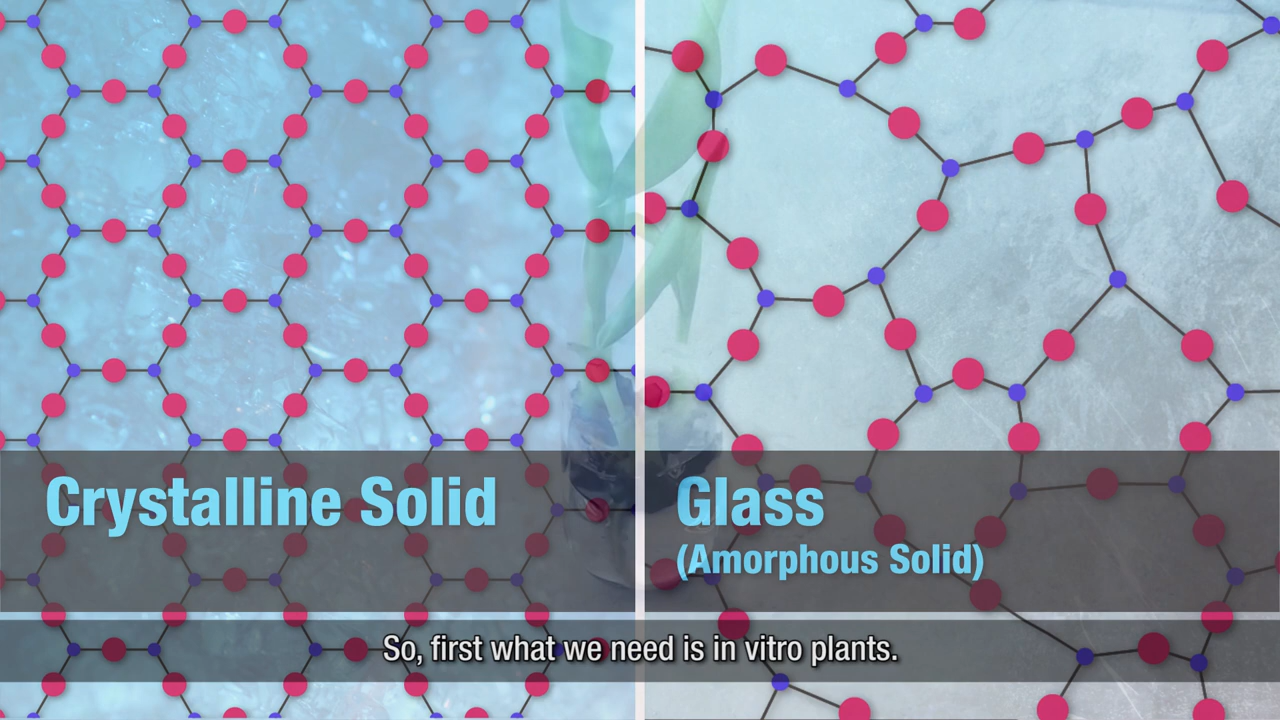 Crystalline Solid
Glass
(Amorphous Solid)
So, first what we need is in vitro plants.